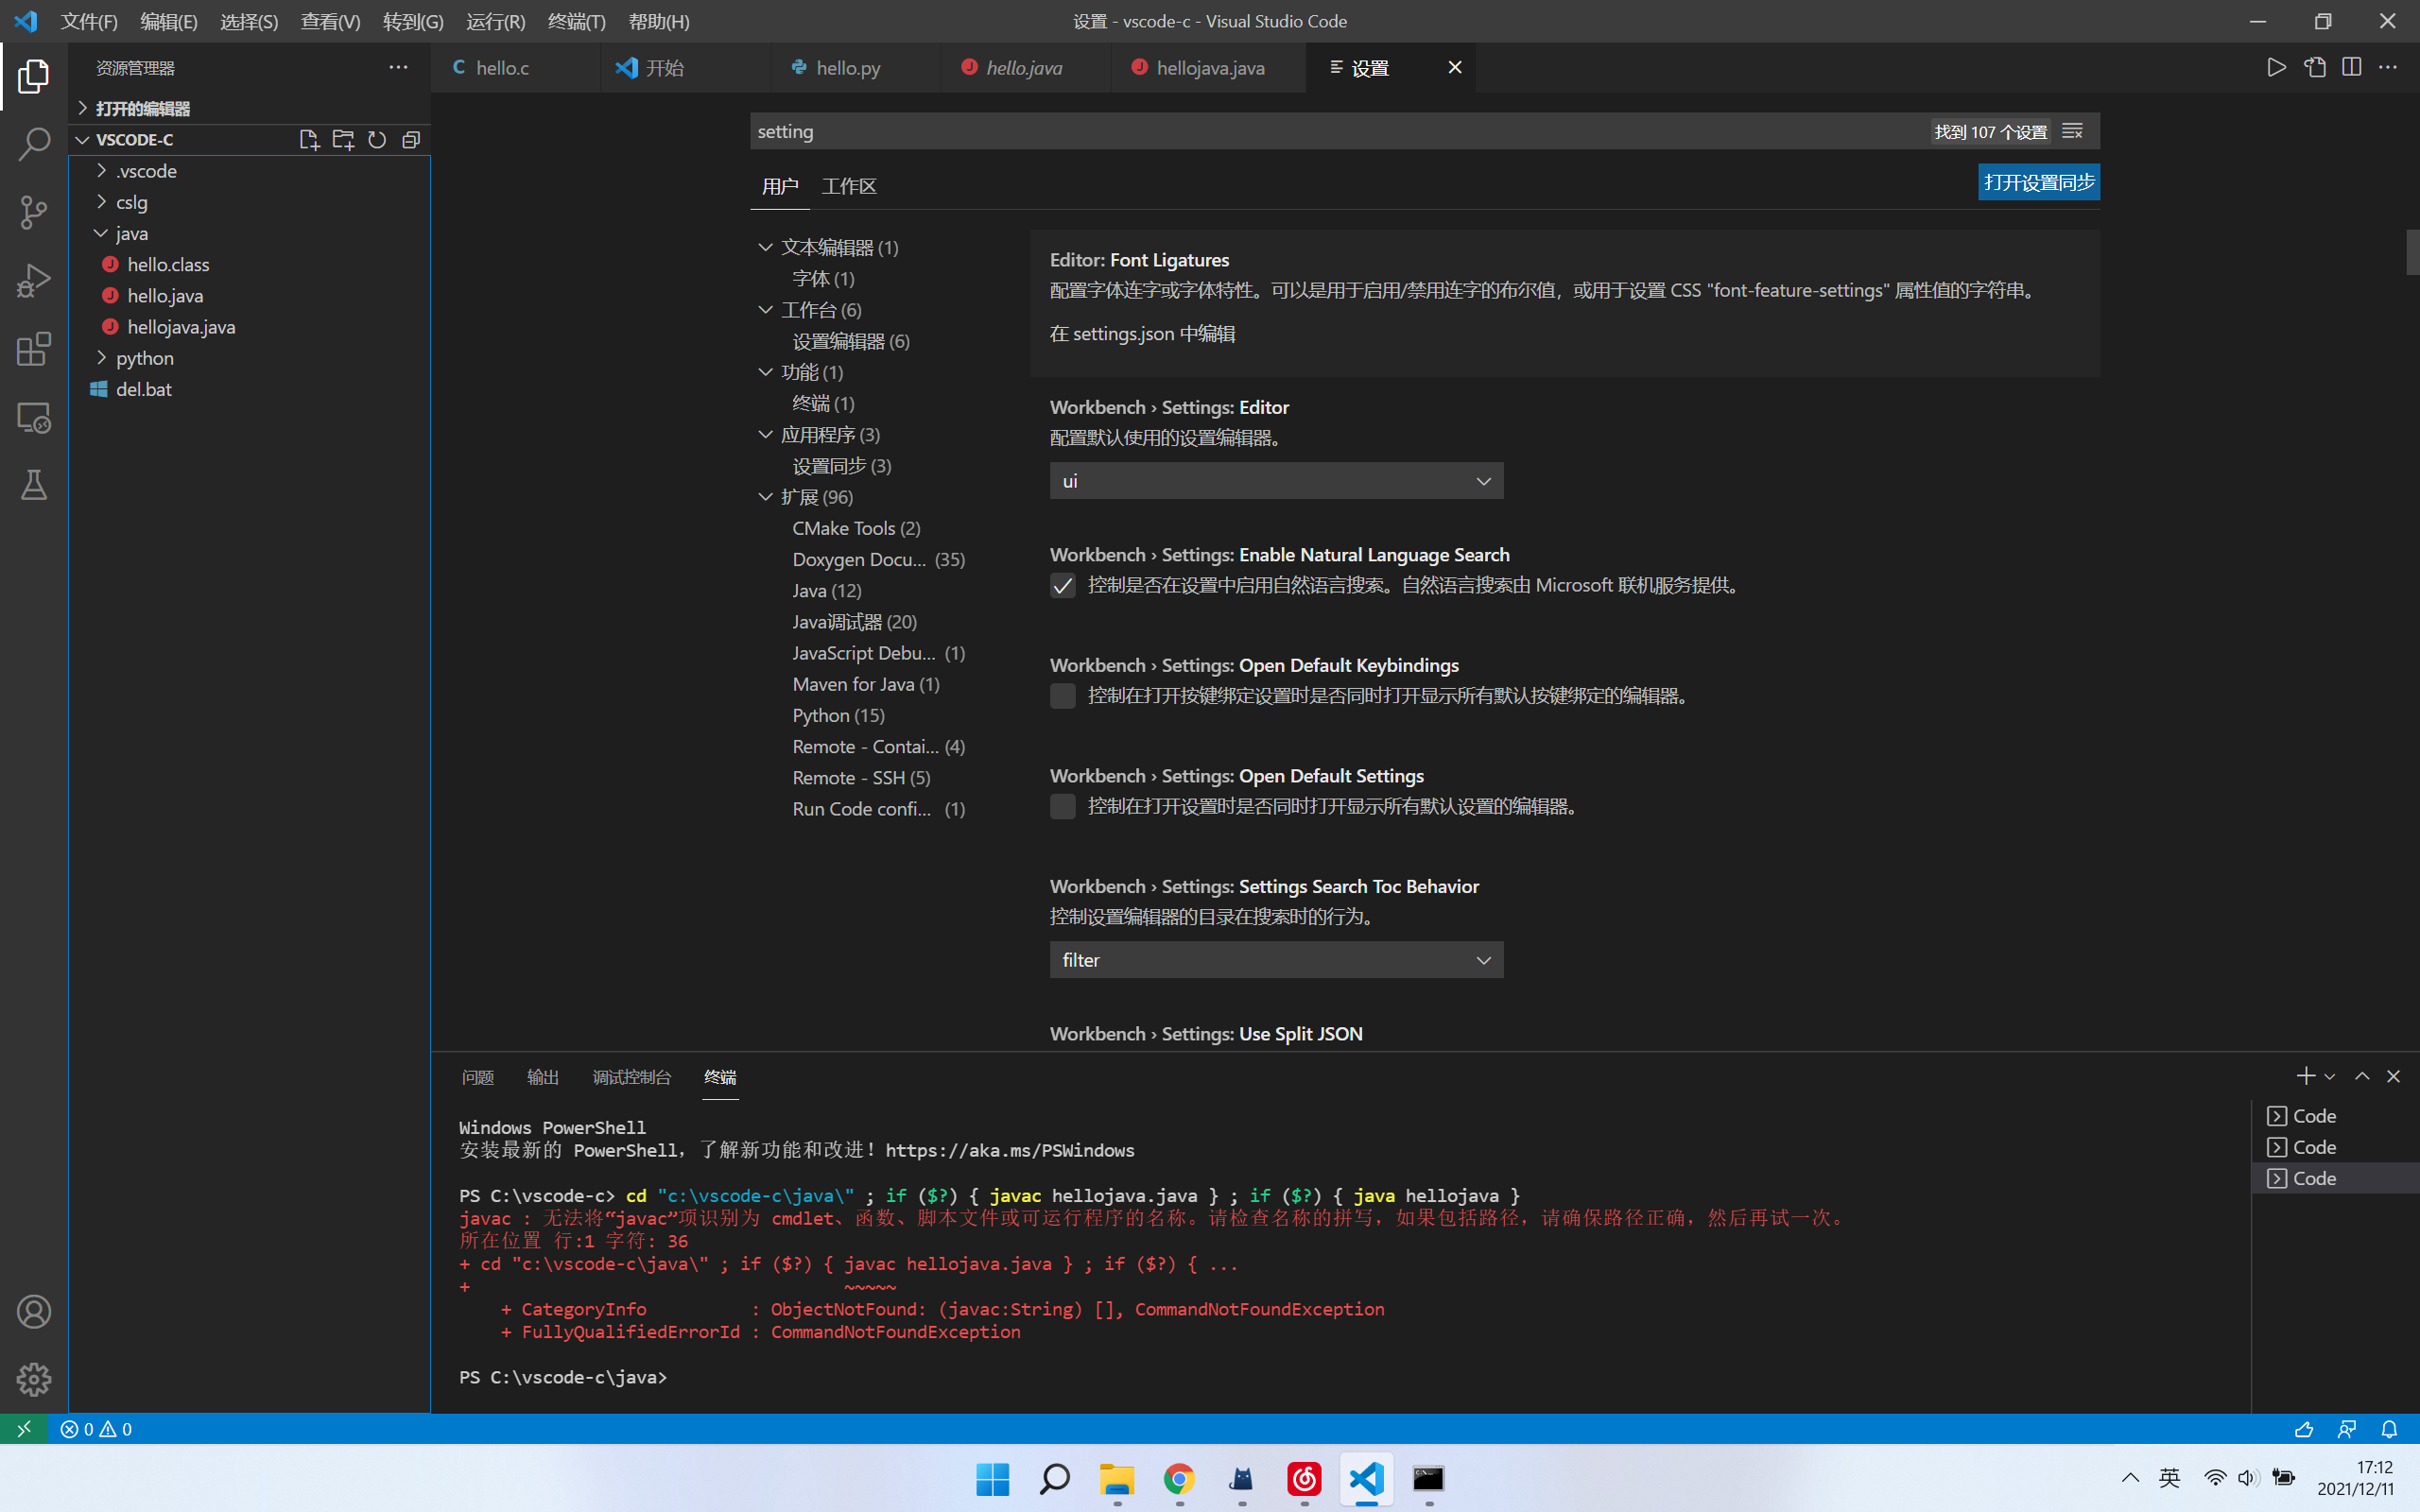 文件(F) 编辑(E) 选择(S) 查看(V) 转到(G) 运行(R) 终端(T) 帮助(H)
设置 - vscode-c - Visual Studio Code
资源管理器
hello.c
开始
hello.py
hello.java
hellojava.java
设置
打开的编辑器
VSCODE-C
.vscode
cslg
java
hello.class
hello.java
hellojava.java
python
del.bat
setting
找到 107 个设置
用户 工作区
打开设置同步
文本编辑器 (1)
字体 (1)
工作台 (6)
设置编辑器 (6)
功能 (1)
终端 (1)
应用程序 (3)
设置同步 (3)
扩展 (96)
CMake Tools (2)
Doxygen Docu... (35)
Java (12)
Java调试器 (20)
JavaScript Debu... (1)
Maven for Java (1)
Python (15)
Remote - Contai... (4)
Remote - SSH (5)
Run Code confi... (1)
Editor: Font Ligatures
配置字体连字或字体特性。可以是用于启用/禁用连字的布尔值，或用于设置 CSS "font-feature-settings" 属性值的字符串。
在 settings.json 中编辑
Workbench › Settings: Editor
配置默认使用的设置编辑器。
ui
Workbench › Settings: Enable Natural Language Search
控制是否在设置中启用自然语言搜索。自然语言搜索由 Microsoft 联机服务提供。
Workbench › Settings: Open Default Keybindings
控制在打开按键绑定设置时是否同时打开显示所有默认按键绑定的编辑器。
Workbench › Settings: Open Default Settings
控制在打开设置时是否同时打开显示所有默认设置的编辑器。
Workbench › Settings: Settings Search Toc Behavior
控制设置编辑器的目录在搜索时的行为。
filter
Workbench › Settings: Use Split JSON
问题 输出 调试控制台 终端
Windows PowerShell
安装最新的 PowerShell，了解新功能和改进！https://aka.ms/PSWindows
PS C:\vscode-c> cd "c:\vscode-c\java\" ; if ($?) { javac hellojava.java } ; if ($?) { java hellojava }
javac : 无法将“javac”项识别为 cmdlet、函数、脚本文件或可运行程序的名称。请检查名称的拼写，如果包括路径，请确保路径正确，然后再试一次。
所在位置 行:1 字符: 36
+ cd "c:\vscode-c\java\" ; if ($?) { javac hellojava.java } ; if ($?) { ...
+                                    ~~~~~
    + CategoryInfo          : ObjectNotFound: (javac:String) [], CommandNotFoundException
    + FullyQualifiedErrorId : CommandNotFoundException
PS C:\vscode-c\java>
Code
Code
Code
0 0
英
17:12
2021/12/11